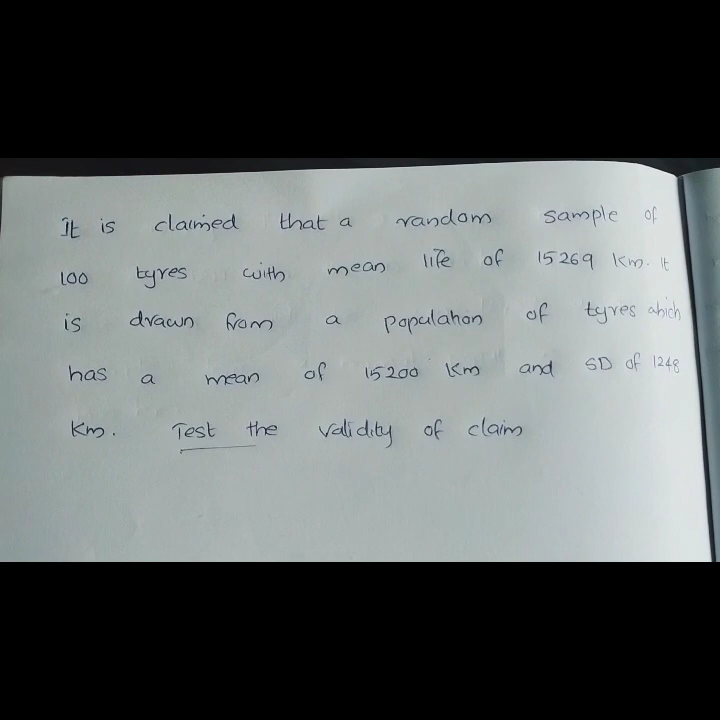 It is claimed that a random sample of
100 tyres with mean life of 15269 km. It
is drawn from a population of tyres which
has a mean of 15200 km and SD of 1248
km. Test the validity of claim